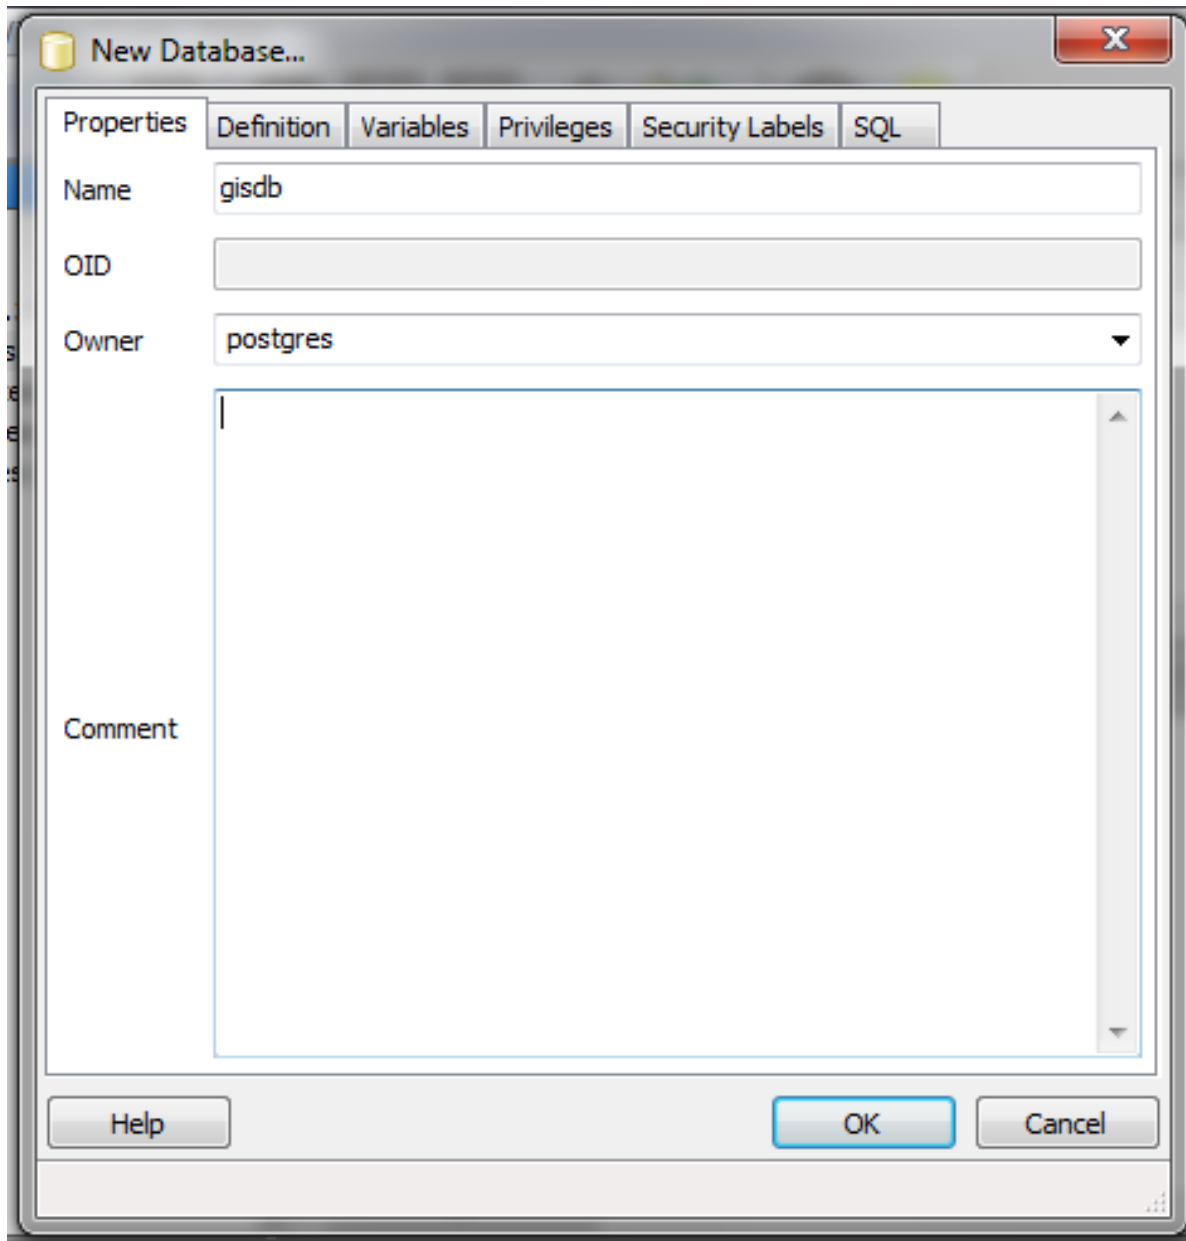 New Database...
Properties Definition Variables Privileges Security Labels SQL
Name gisdb
OID
Owner postgres
Comment
Help OK Cancel